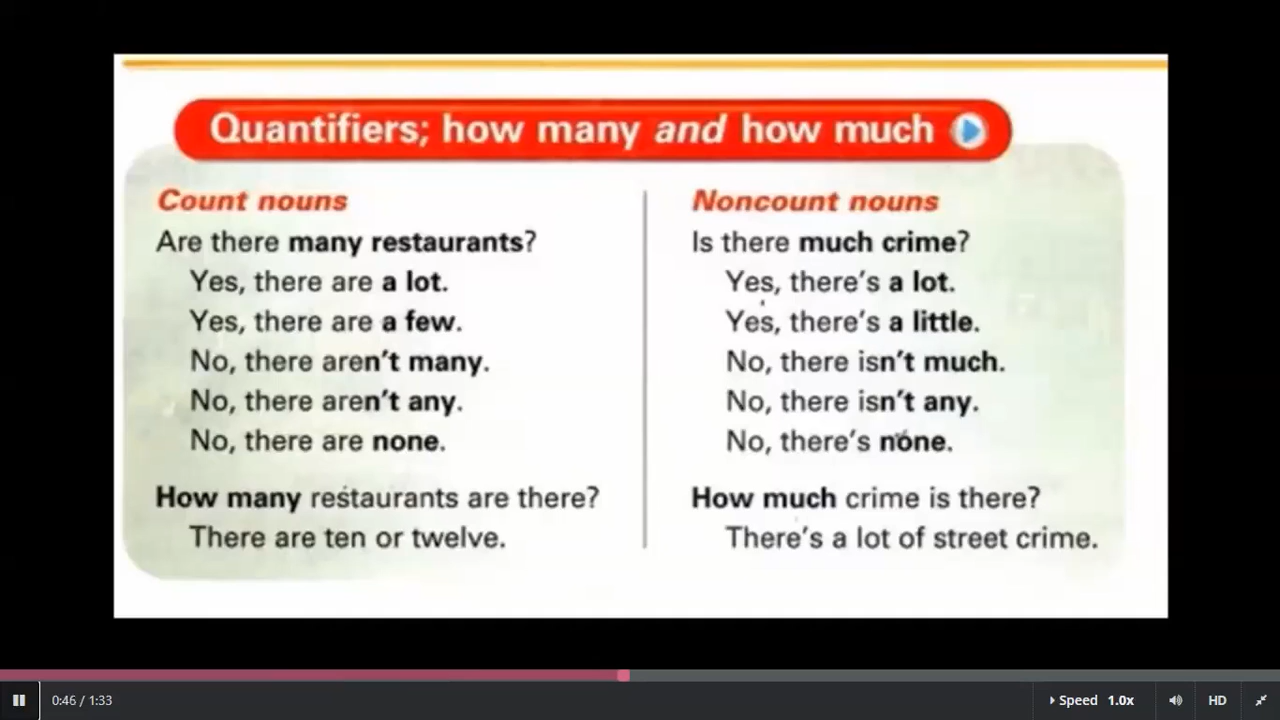 Quantifiers; how many and how much
Count nouns
Are there many restaurants?
Yes, there are a lot.
Yes, there are a few.
No, there aren't many.
No, there aren't any.
No, there are none.
How many restaurants are there?
There are ten or twelve.
Noncount nouns
Is there much crime?
Yes, there's a lot.
Yes, there's a little.
No, there isn't much.
No, there isn't any.
No, there's none.
How much crime is there?
There's a lot of street crime.
0:46 / 1:33
Speed 1.0x
HD